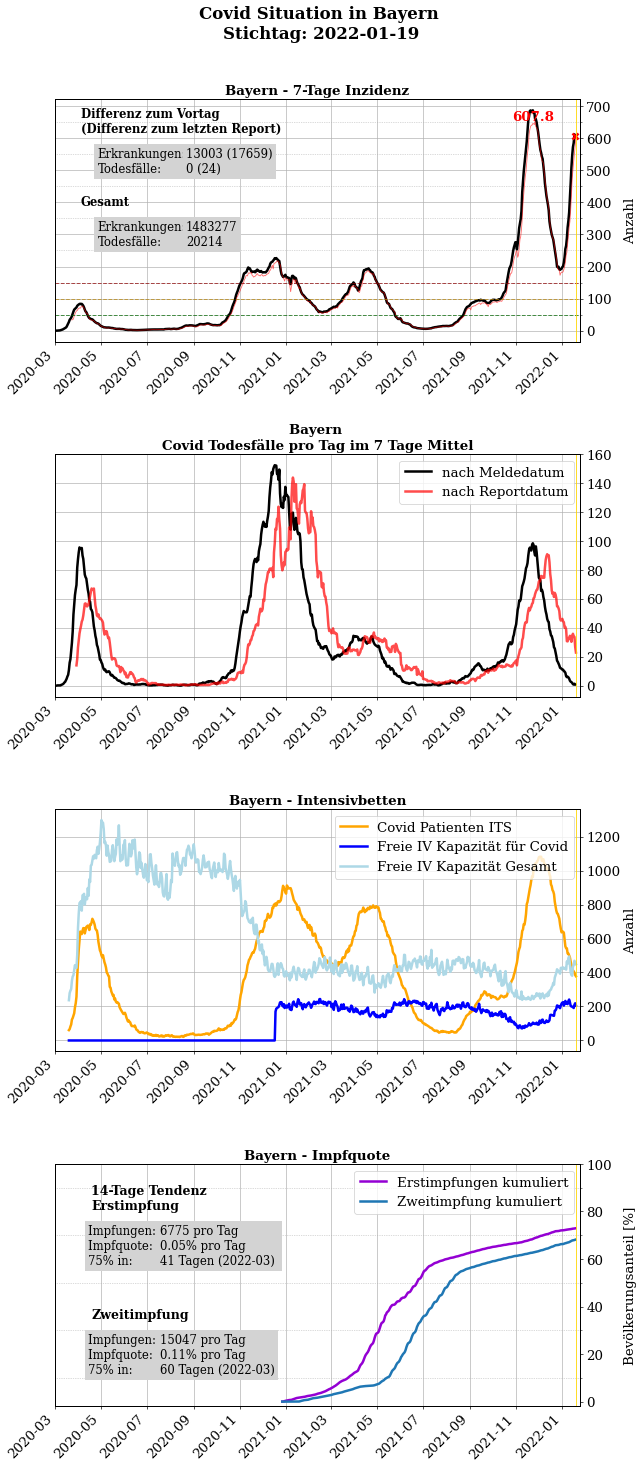 Covid Situation in Bayern
Stichtag: 2022-01-19
Bayern - 7-Tage Inzidenz
Differenz zum Vortag
(Differenz zum letzten Report)
Erkrankungen 13003 (17659)
Todesfälle: 0 (24)
Gesamt
Erkrankungen 1483277
Todesfälle: 20214
607.8
700
600
500
400
300
200
100
0
Anzahl
2020-03
2020-05
2020-07
2020-09
2020-11
2021-01
2021-03
2021-05
2021-07
2021-09
2021-11
2022-01
Bayern
Covid Todesfälle pro Tag im 7 Tage Mittel
nach Meldedatum
nach Reportdatum
160
140
120
100
80
60
40
20
0
2020-03
2020-05
2020-07
2020-09
2020-11
2021-01
2021-03
2021-05
2021-07
2021-09
2021-11
2022-01
Bayern - Intensivbetten
Covid Patienten ITS
Freie IV Kapazität für Covid
Freie IV Kapazität Gesamt
1200
1000
800
600
400
200
0
Anzahl
2020-03
2020-05
2020-07
2020-09
2020-11
2021-01
2021-03
2021-05
2021-07
2021-09
2021-11
2022-01
Bayern - Impfquote
14-Tage Tendenz
Erstimpfung
Impfungen: 6775 pro Tag
Impfquote: 0.05% pro Tag
75% in: 41 Tagen (2022-03)
Zweitimpfung
Impfungen: 15047 pro Tag
Impfquote: 0.11% pro Tag
75% in: 60 Tagen (2022-03)
Erstimpfungen kumuliert
Zweitimpfung kumuliert
100
80
60
40
20
0
Bevölkerungsanteil [%]
2020-03
2020-05
2020-07
2020-09
2020-11
2021-01
2021-03
2021-05
2021-07
2021-09
2021-11
2022-01